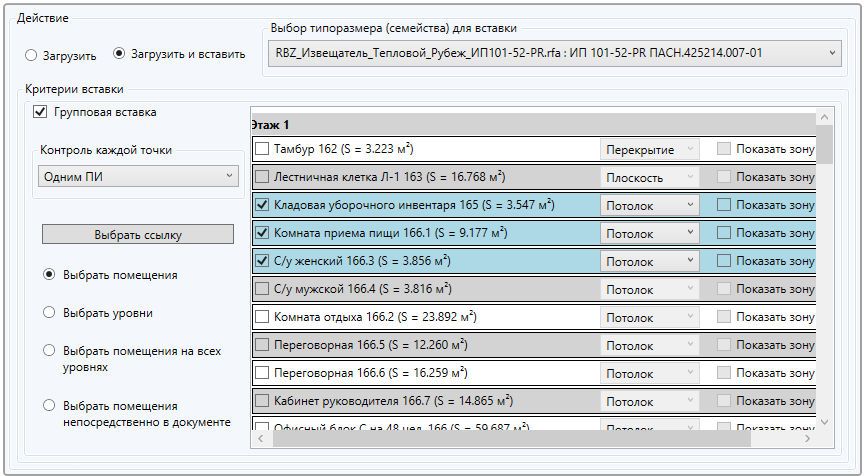 Действие
Загрузить
Загрузить и вставить
Выбор типоразмера (семейства) для вставки
RBZ_Извещатель_Тепловой_Рубеж_ИП101-52-PR.rfa : ИП 101-52-PR ПАСН.425214.007-01
Критерии вставки
Групповая вставка
Контроль каждой точки
Одним ПИ
Выбрать ссылку
Выбрать помещения
Выбрать уровни
Выбрать помещения на всех
уровнях
Выбрать помещения
непосредственно в документе
Этаж 1
Тамбур 162 (S = 3.223 м²) Перекрытие Показать зону
Лестничная клетка Л-1 163 (S = 16.768 м²) Плоскость Показать зону
Кладовая уборочного инвентаря 165 (S = 3.547 м²) Потолок Показать зону
Комната приема пищи 166.1 (S = 9.177 м²) Потолок Показать зону
С/у женский 166.3 (S = 3.856 м²) Потолок Показать зону
С/у мужской 166.4 (S = 3.816 м²) Потолок Показать зону
Комната отдыха 166.2 (S = 23.892 м²) Потолок Показать зону
Переговорная 166.5 (S = 12.260 м²) Потолок Показать зону
Переговорная 166.6 (S = 16.259 м²) Потолок Показать зону
Кабинет руководителя 166.7 (S = 14.865 м²) Потолок Показать зону
Офисный блок С на 48 чел. 166 (S = 59.687 м²) Потолок Показать зону